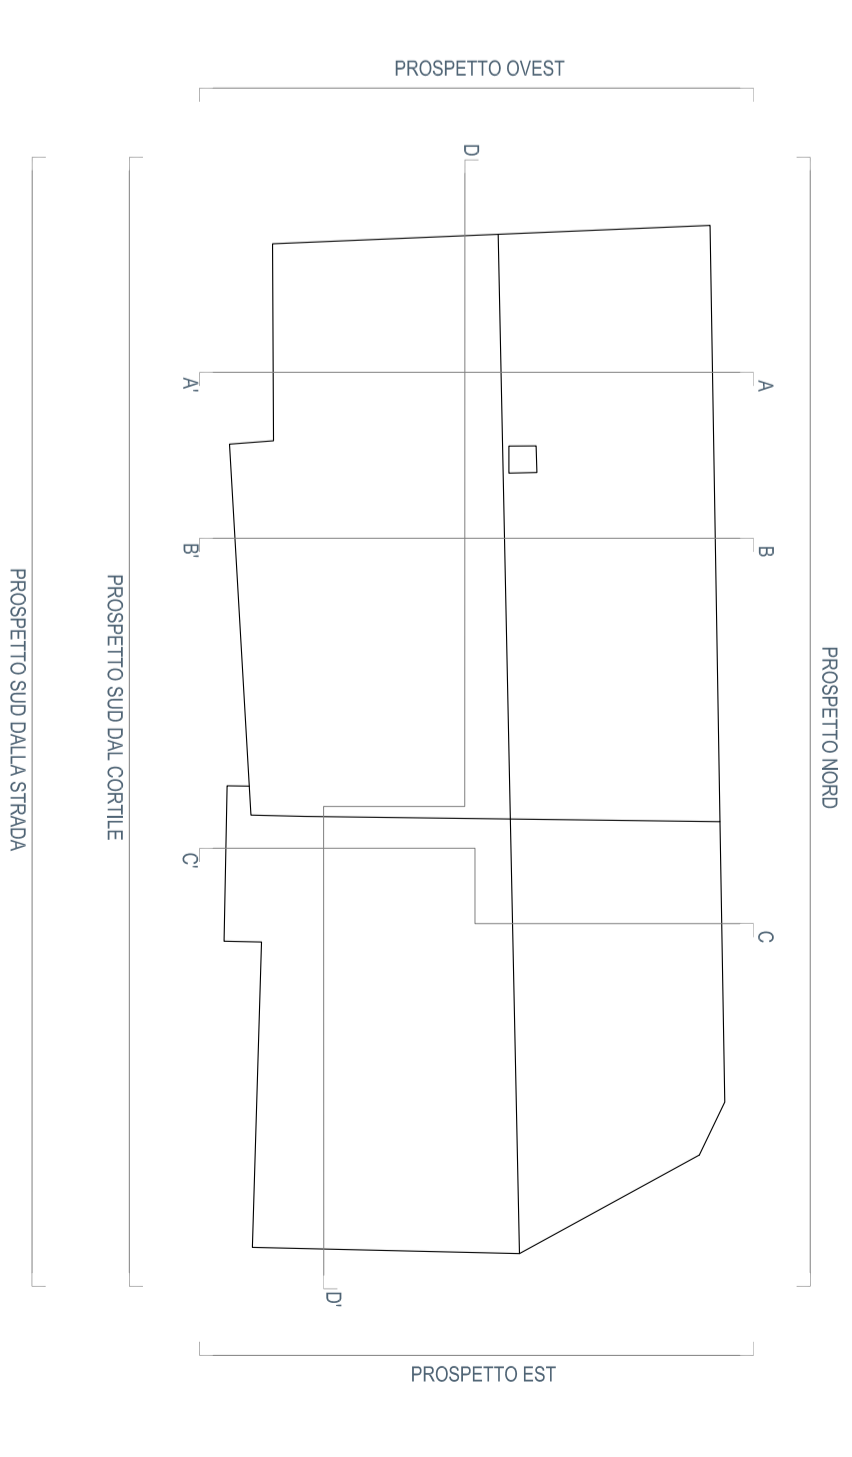 PROSPETTO OVEST
D
A'
A
B'
B
PROSPETTO SUD DALLA STRADA
PROSPETTO SUD DAL CORTILE
PROSPETTO NORD
C'
C
D'
PROSPETTO EST